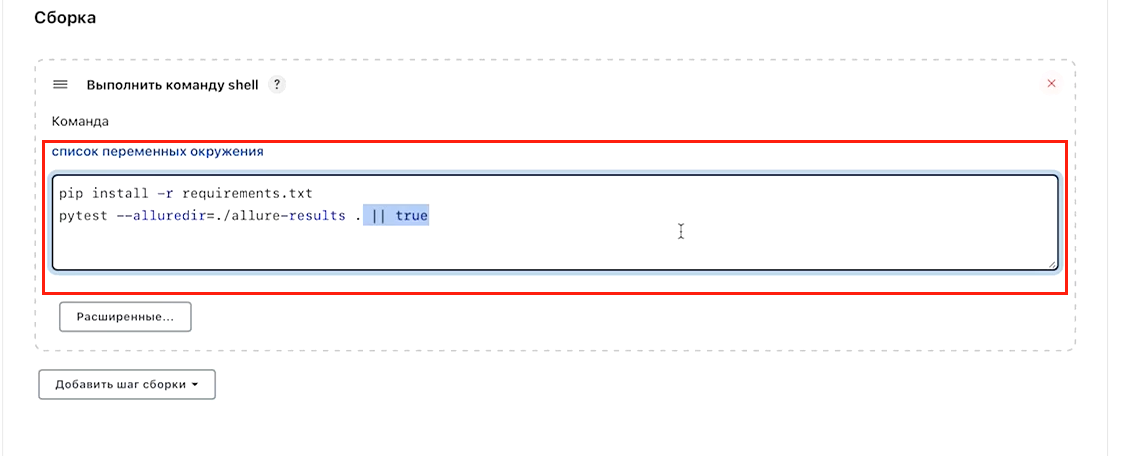 Сборка
Выполнить команду shell ?
Команда
список переменных окружения
pip install -r requirements.txt
pytest --alluredir=./allure-results . || true
Расширенные...
Добавить шаг сборки